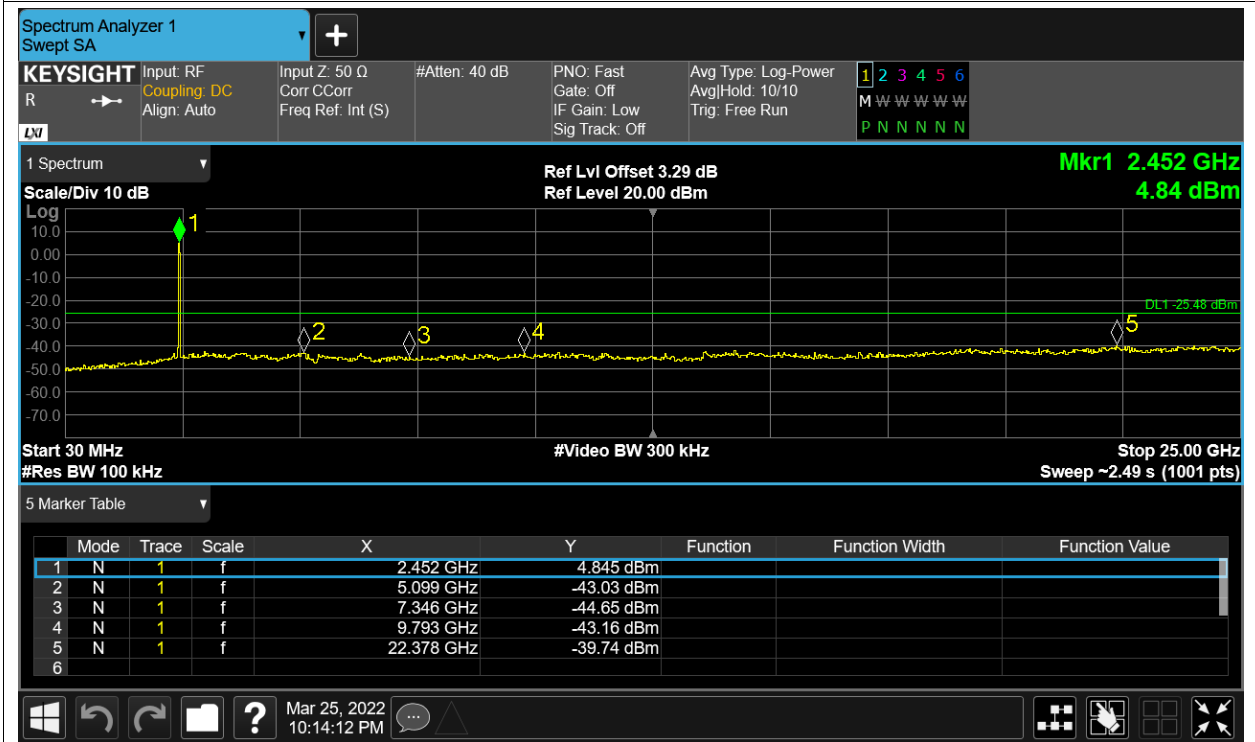 Spectrum Analyzer 1
Swept SA
+
KEYSIGHT
R
LXI
Input: RF
Coupling: DC
Align: Auto
Input Z: 50 Ω
Corr CCorr
Freq Ref: Int (S)
#Atten: 40 dB
PNO: Fast
Gate: Off
IF Gain: Low
Sig Track: Off
Avg Type: Log-Power
Avg|Hold: 10/10
Trig: Free Run
1 2 3 4 5 6
M W W W W W
P N N N N N
1 Spectrum
Scale/Div 10 dB
Ref Lvl Offset 3.29 dB
Ref Level 20.00 dBm
Mkr1 2.452 GHz
4.84 dBm
Log
10.0
0.00
-10.0
-20.0
-30.0
-40.0
-50.0
-60.0
-70.0
1
2
3
4
5
DL1 -25.48 dBm
Start 30 MHz
#Video BW 300 kHz
Stop 25.00 GHz
#Res BW 100 kHz
Sweep ~2.49 s (1001 pts)
5 Marker Table
Mode Trace Scale X Y Function Function Width Function Value
1 N 1 f 2.452 GHz 4.845 dBm
2 N 1 f 5.099 GHz -43.03 dBm
3 N 1 f 7.346 GHz -44.65 dBm
4 N 1 f 9.793 GHz -43.16 dBm
5 N 1 f 22.378 GHz -39.74 dBm
6
?
Mar 25, 2022
10:14:12 PM